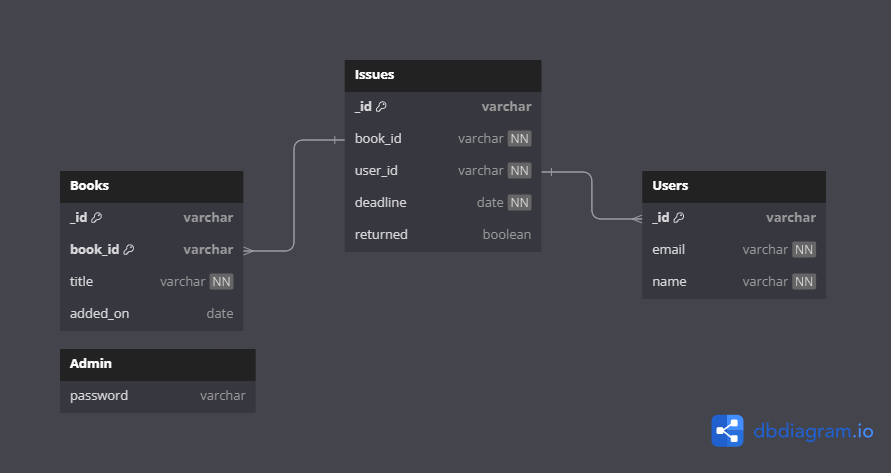 Issues
_id varchar
book_id varchar NN
user_id varchar NN
deadline date NN
returned boolean
Books
_id varchar
book_id varchar
title varchar NN
added_on date
Users
_id varchar
email varchar NN
name varchar NN
Admin
password varchar
dbdiagram.io